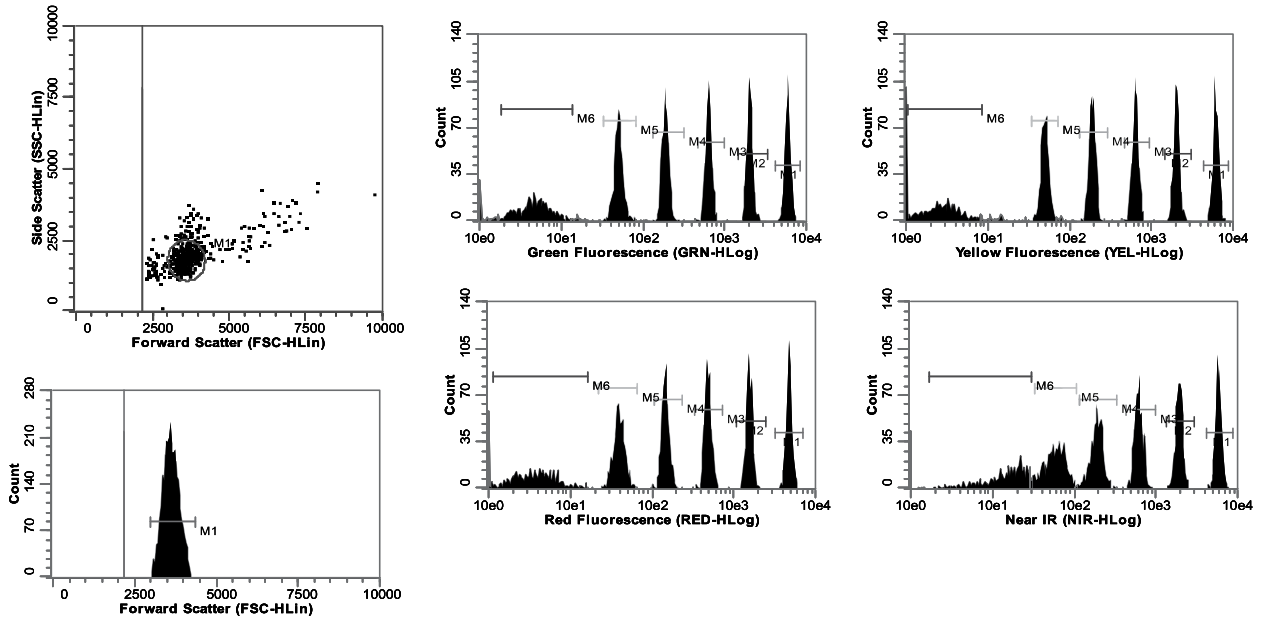 10000
7500
5000
2500
0
Side Scatter (SSC-HLin)
M1
0 2500 5000 7500 10000
Forward Scatter (FSC-HLin)
140
105
70
35
0
Count
M6 M5 M4 M3 M2 M1
10e0 10e1 10e2 10e3 10e4
Green Fluorescence (GRN-HLog)
140
105
70
35
0
Count
M6 M5 M4 M3 M2 M1
10e0 10e1 10e2 10e3 10e4
Yellow Fluorescence (YEL-HLog)
280
210
140
70
0
Count
M1
0 2500 5000 7500 10000
Forward Scatter (FSC-HLin)
140
105
70
35
0
Count
M6 M5 M4 M3 2 1
10e0 10e1 10e2 10e3 10e4
Red Fluorescence (RED-HLog)
140
105
70
35
0
Count
M6 M5 M4 M3 2 1
10e0 10e1 10e2 10e3 10e4
Near IR (NIR-HLog)